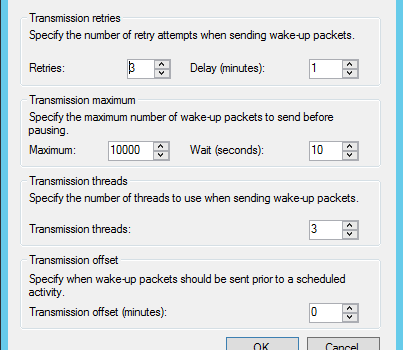 Transmission retries
Specify the number of retry attempts when sending wake-up packets.
Retries: 3 Delay (minutes): 1
Transmission maximum
Specify the maximum number of wake-up packets to send before
pausing.
Maximum: 10000 Wait (seconds): 10
Transmission threads
Specify the number of threads to use when sending wake-up packets.
Transmission threads: 3
Transmission offset
Specify when wake-up packets should be sent prior to a scheduled
activity.
Transmission offset (minutes): 0
OK Cancel